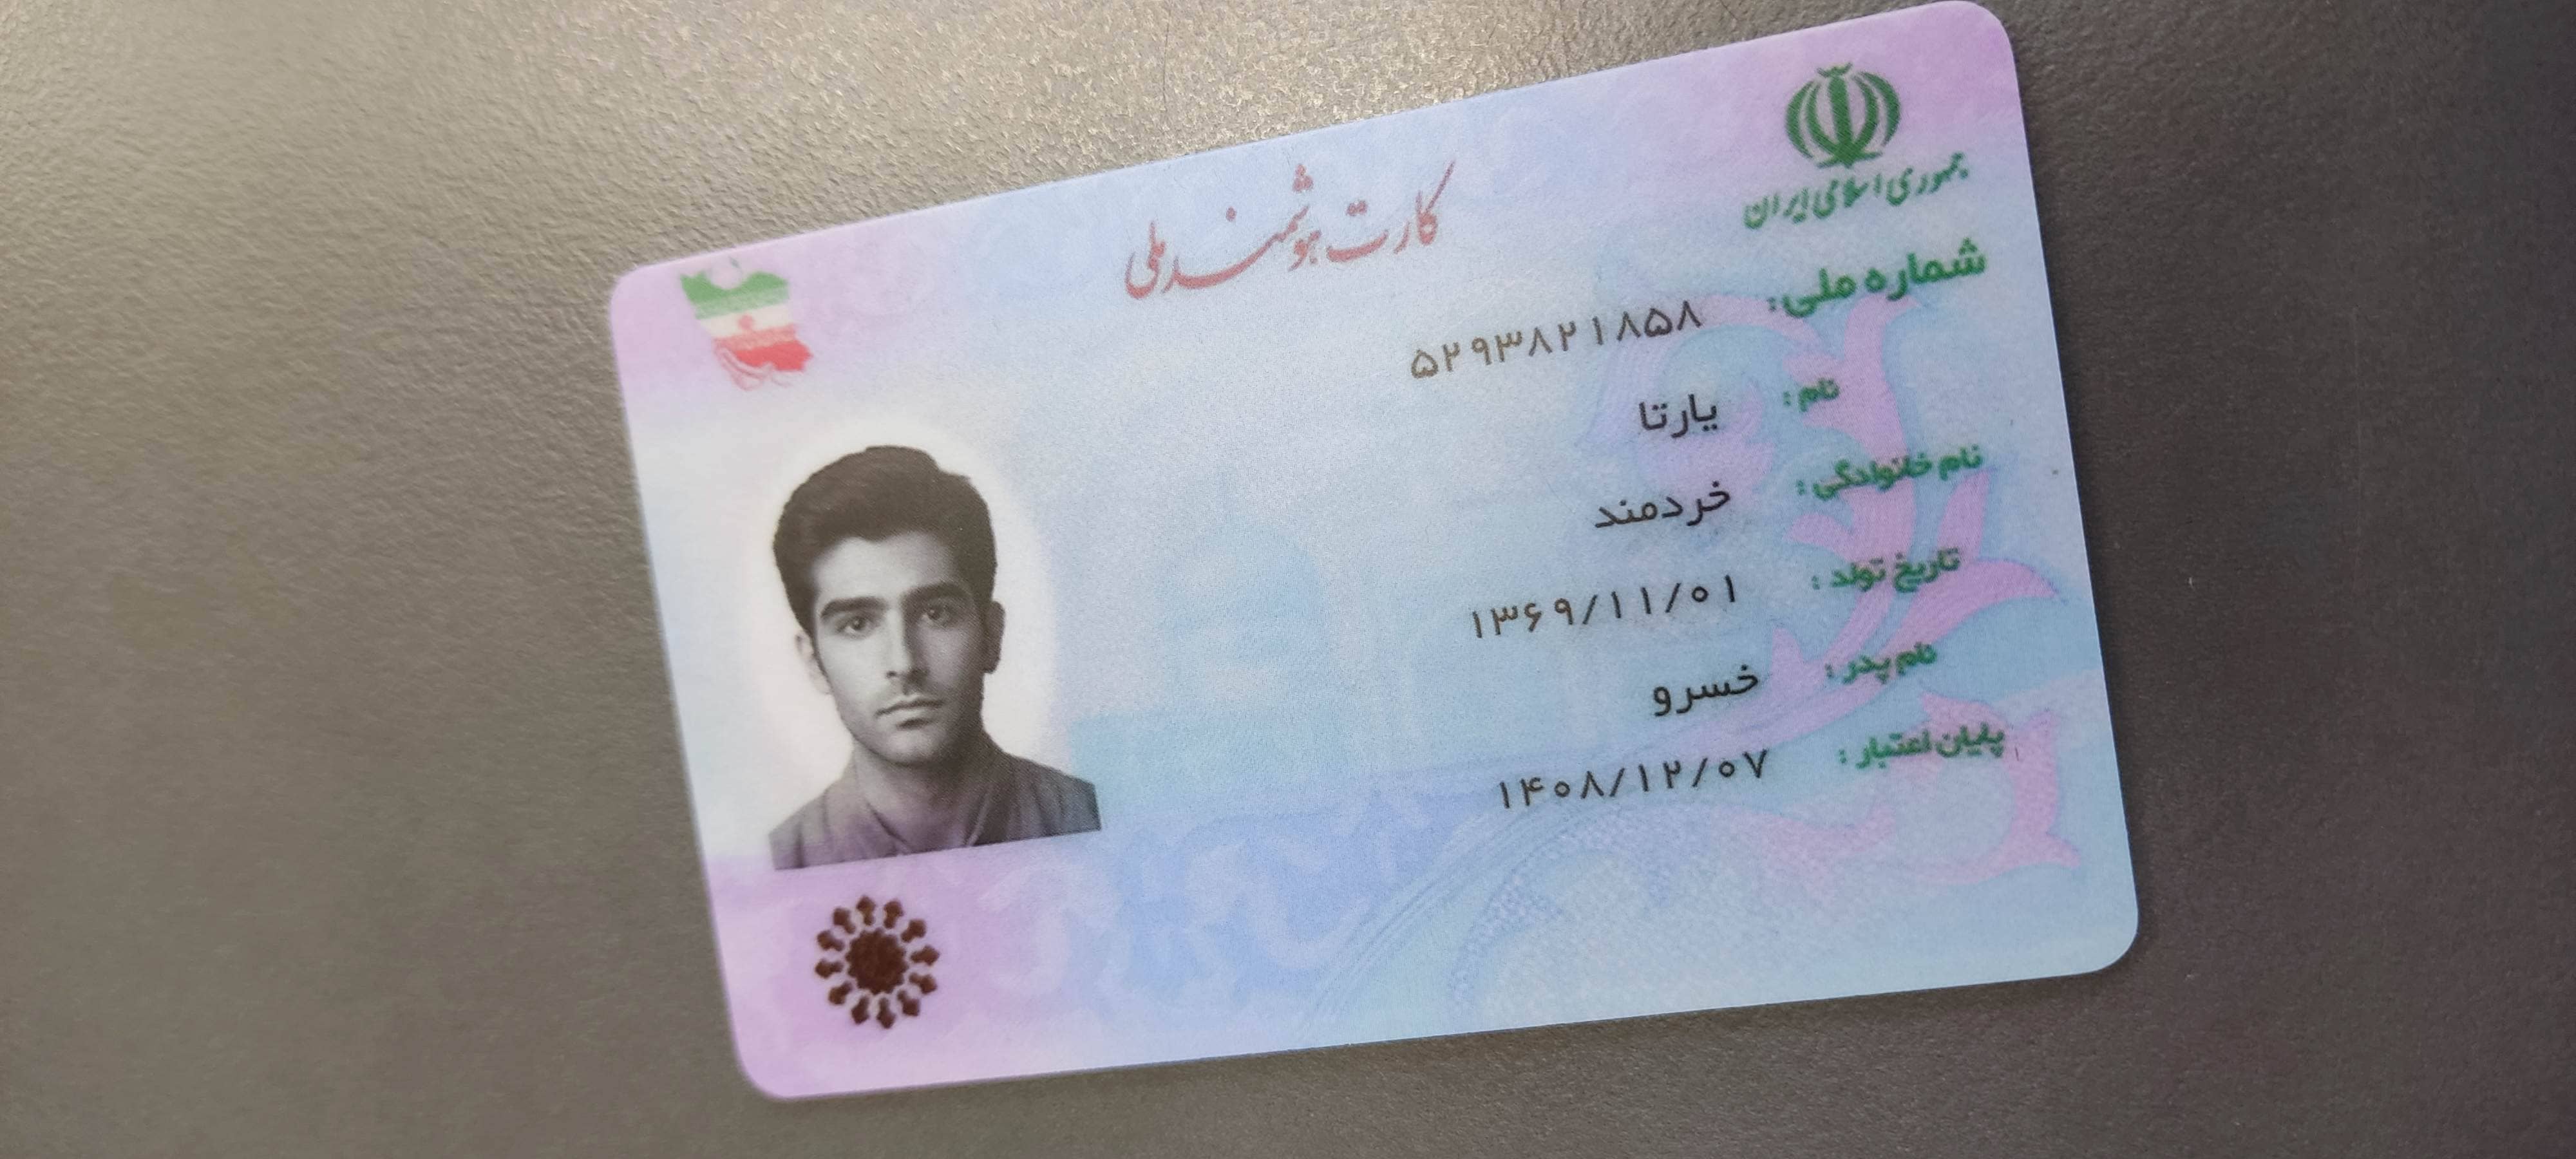 جمهوری اسلامی ایران
کارت هوشمند ملی
شماره ملی: ۵۲۹۳۸۲۱۸۵۸
نام : یارتا
نام خانوادگی : خردمند
تاریخ تولد : ۱۳۶۹/۱۱/۰۱
نام پدر : خسرو
پایان اعتبار : ۱۴۰۸/۱۲/۰۷